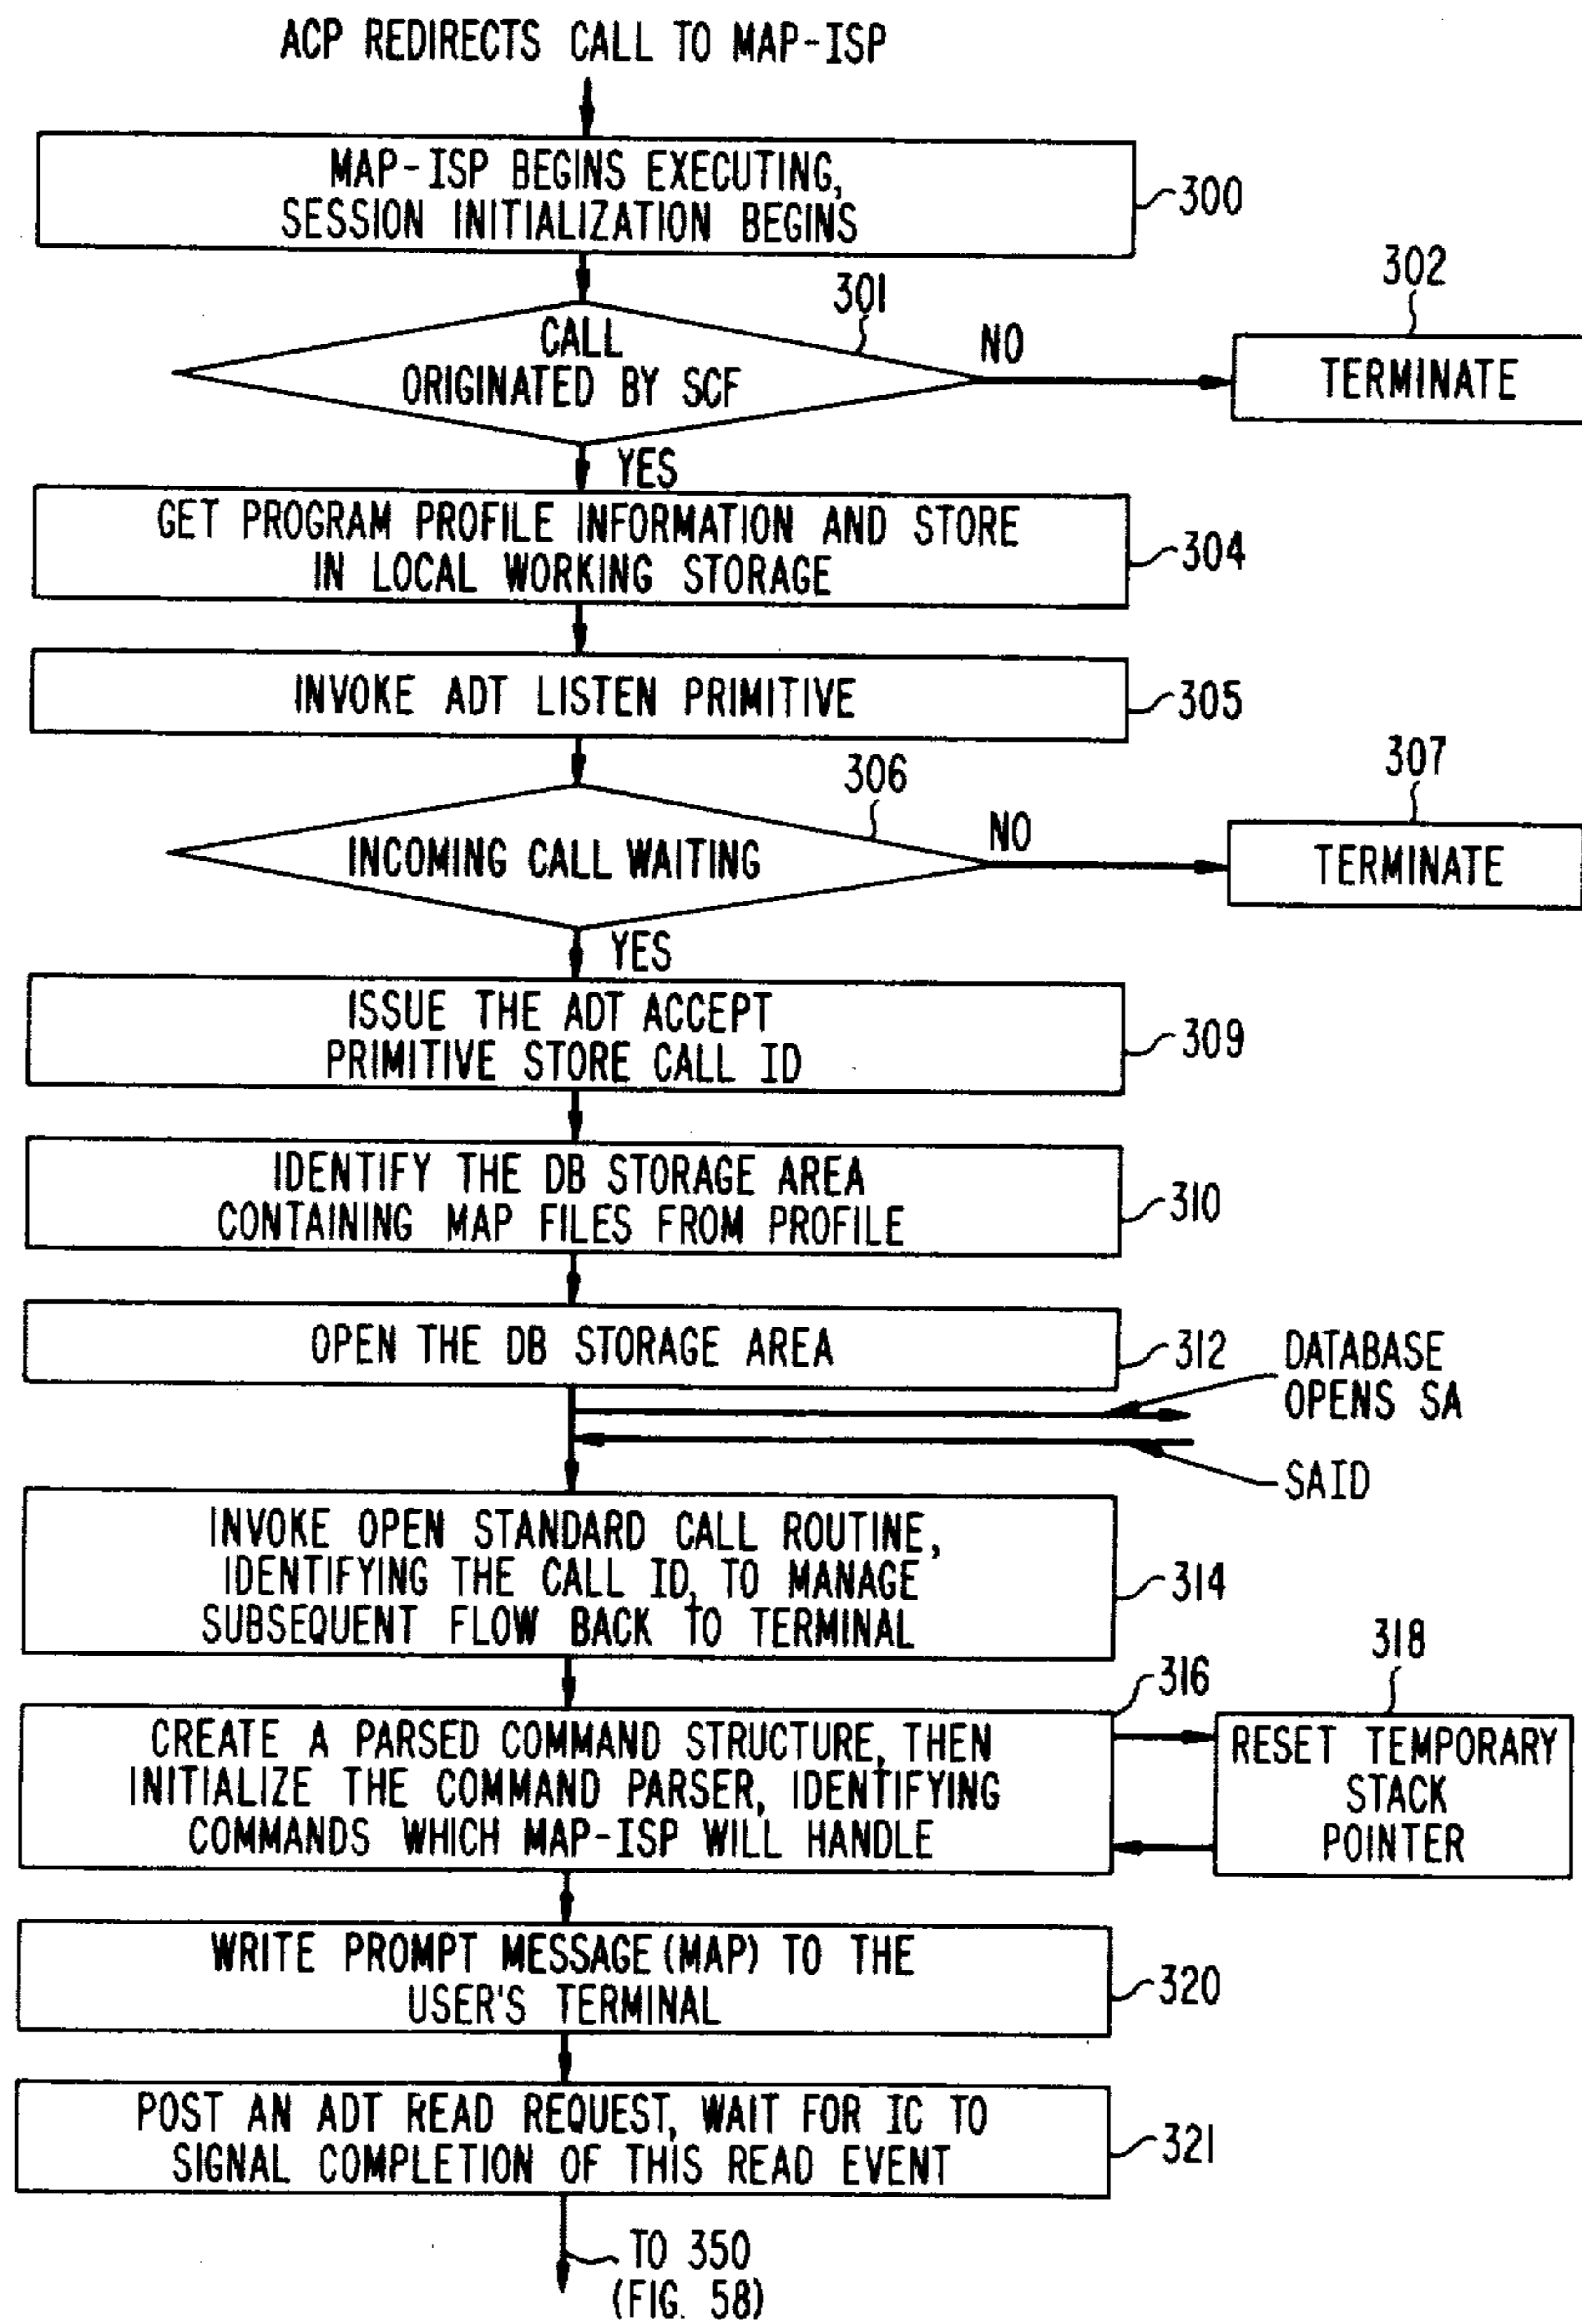 ACP REDIRECTS CALL TO MAP-ISP
MAP-ISP BEGINS EXECUTING,
SESSION INITIALIZATION BEGINS
300
301
302
CALL
ORIGINATED BY SCF
NO
TERMINATE
YES
GET PROGRAM PROFILE INFORMATION AND STORE
IN LOCAL WORKING STORAGE
304
INVOKE ADT LISTEN PRIMITIVE
305
306
307
INCOMING CALL WAITING
NO
TERMINATE
YES
ISSUE THE ADT ACCEPT
PRIMITIVE STORE CALL ID
309
IDENTIFY THE DB STORAGE AREA
CONTAINING MAP FILES FROM PROFILE
310
OPEN THE DB STORAGE AREA
312
DATABASE
OPENS SA
SAID
INVOKE OPEN STANDARD CALL ROUTINE,
IDENTIFYING THE CALL ID, TO MANAGE
SUBSEQUENT FLOW BACK TO TERMINAL
314
316
318
CREATE A PARSED COMMAND STRUCTURE, THEN
INITIALIZE THE COMMAND PARSER, IDENTIFYING
COMMANDS WHICH MAP-ISP WILL HANDLE
RESET TEMPORARY
STACK
POINTER
WRITE PROMPT MESSAGE (MAP) TO THE
USER'S TERMINAL
320
POST AN ADT READ REQUEST, WAIT FOR IC TO
SIGNAL COMPLETION OF THIS READ EVENT
321
TO 350
(FIG. 58)